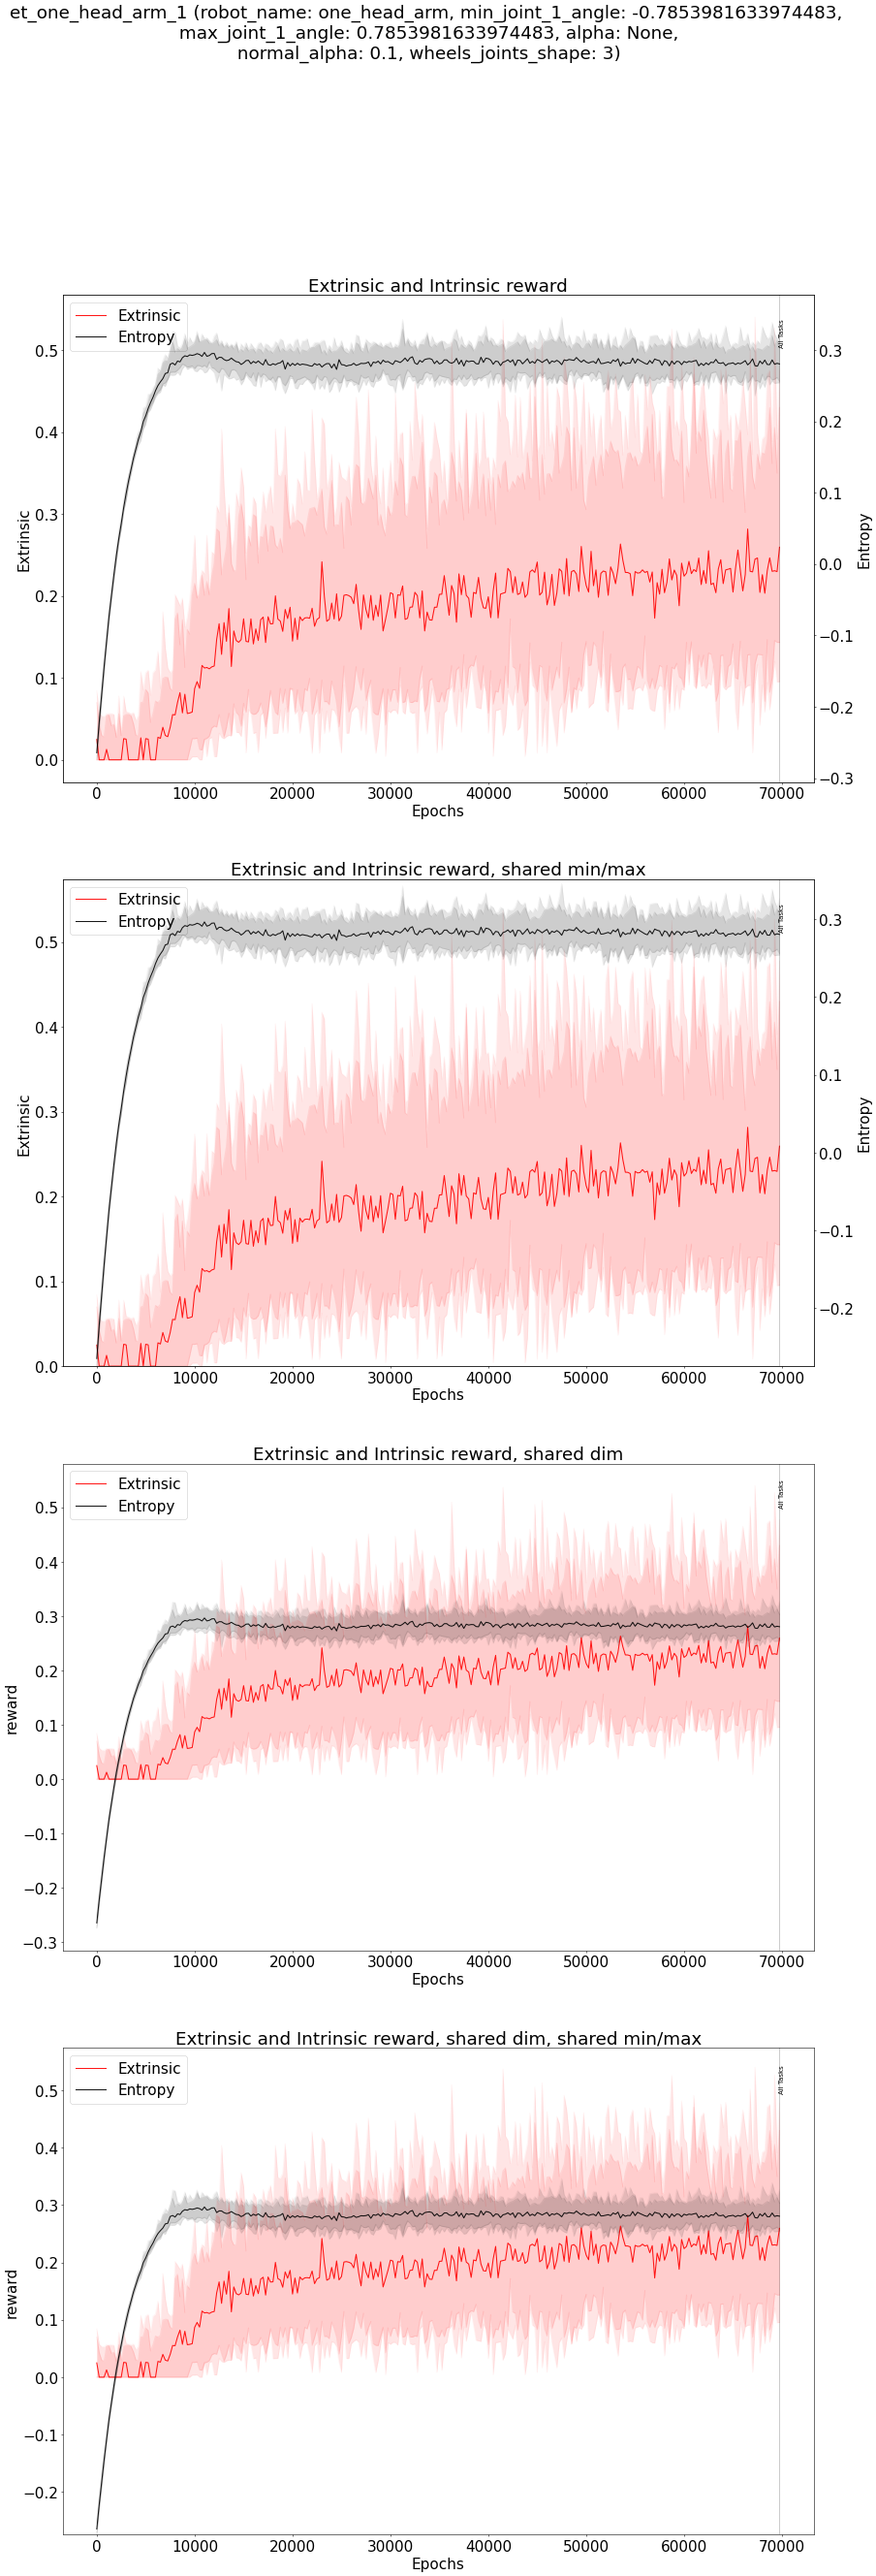 et_one_head_arm_1 (robot_name: one_head_arm, min_joint_1_angle: -0.7853981633974483,
max_joint_1_angle: 0.7853981633974483, alpha: None,
normal_alpha: 0.1, wheels_joints_shape: 3)
Extrinsic and Intrinsic reward
Extrinsic
Entropy
All Tasks
0.5
0.4
0.3
0.2
0.1
0.0
Extrinsic
0.3
0.2
0.1
0.0
−0.1
−0.2
−0.3
Entropy
0 10000 20000 30000 40000 50000 60000 70000
Epochs
Extrinsic and Intrinsic reward, shared min/max
Extrinsic
Entropy
All Tasks
0.5
0.4
0.3
0.2
0.1
0.0
Extrinsic
0.3
0.2
0.1
0.0
−0.1
−0.2
Entropy
0 10000 20000 30000 40000 50000 60000 70000
Epochs
Extrinsic and Intrinsic reward, shared dim
Extrinsic
Entropy
All Tasks
0.5
0.4
0.3
0.2
0.1
0.0
−0.1
−0.2
−0.3
reward
0 10000 20000 30000 40000 50000 60000 70000
Epochs
Extrinsic and Intrinsic reward, shared dim, shared min/max
Extrinsic
Entropy
All Tasks
0.5
0.4
0.3
0.2
0.1
0.0
−0.1
−0.2
reward
0 10000 20000 30000 40000 50000 60000 70000
Epochs